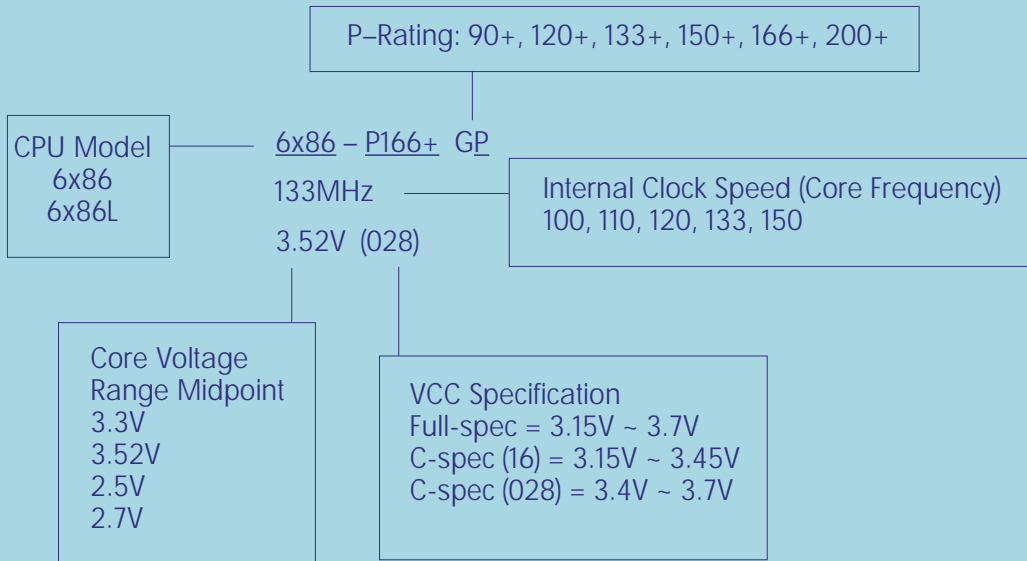 P–Rating: 90+, 120+, 133+, 150+, 166+, 200+
CPU Model
6x86
6x86L
6x86 – P166+ GP
133MHz
3.52V (028)
Internal Clock Speed (Core Frequency)
100, 110, 120, 133, 150
Core Voltage
Range Midpoint
3.3V
3.52V
2.5V
2.7V
VCC Specification
Full-spec = 3.15V ~ 3.7V
C-spec (16) = 3.15V ~ 3.45V
C-spec (028) = 3.4V ~ 3.7V